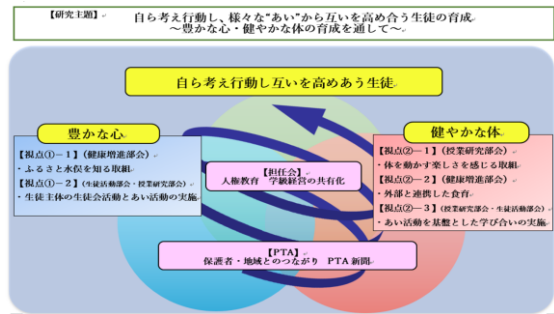 【研究主題】 自ら考え行動し、様々な“あい”から互いを高め合う生徒の育成
～豊かな心・健やかな体の育成を通して～
自ら考え行動し互いを高めあう生徒
豊かな心
【視点①－１】（健康増進部会）
・ふるさと水俣を知る取組
【視点①－２】（生徒活動部会・授業研究部会）
・生徒主体の生徒会活動とあい活動の実施
健やかな体
【視点②－１】（授業研究部会）
・体を動かす楽しさを感じる取組
【視点②－２】（健康増進部会）
・外部と連携した食育
【視点②－３】（授業研究部会・生徒活動部会）
・あい活動を基盤とした学び合いの実施
【担任会】
人権教育 学級経営の共有化
【PTA】
保護者・地域とのつながり PTA 新聞